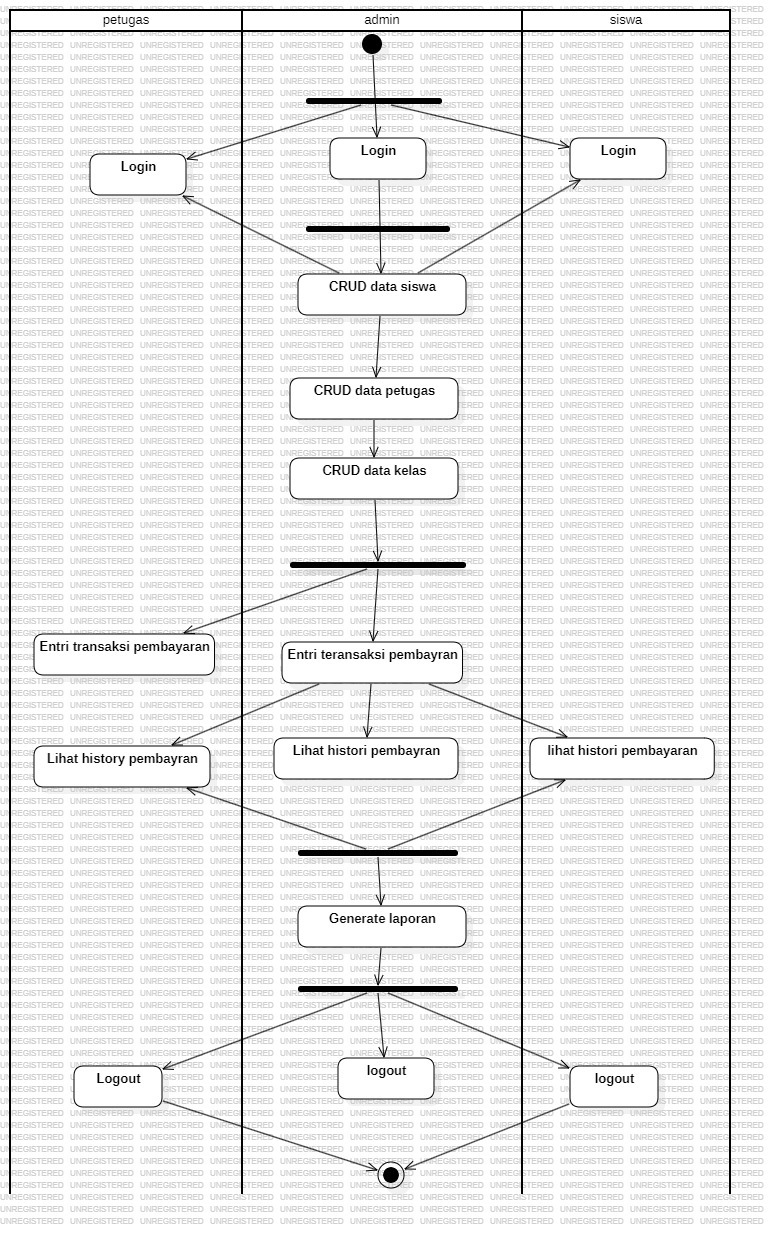 petugas admin siswa
Login Login Login
CRUD data siswa
CRUD data petugas
CRUD data kelas
Entri transaksi pembayaran Entri teransaksi pembayran
Lihat history pembayran Lihat histori pembayran lihat histori pembayaran
Generate laporan
Logout logout logout
UNREGISTERED